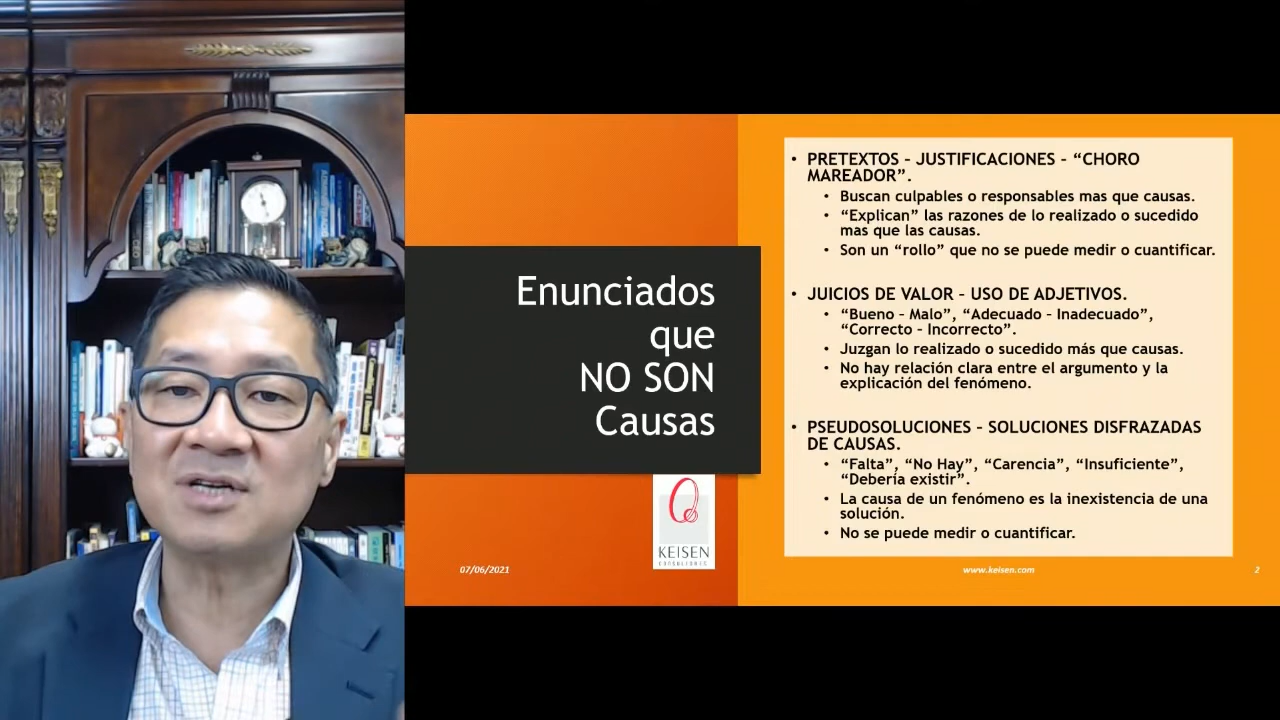 Enunciados
que
NO SON
Causas
KEISEN
CONSULTORES
07/06/2021
• PRETEXTOS – JUSTIFICACIONES – “CHORO
MAREADOR”.
• Buscan culpables o responsables mas que causas.
• “Explican” las razones de lo realizado o sucedido
mas que las causas.
• Son un “rollo” que no se puede medir o cuantificar.
• JUICIOS DE VALOR – USO DE ADJETIVOS.
• “Bueno – Malo”, “Adecuado – Inadecuado”,
“Correcto – Incorrecto”.
• Juzgan lo realizado o sucedido más que causas.
• No hay relación clara entre el argumento y la
explicación del fenómeno.
• PSEUDOSOLUCIONES – SOLUCIONES DISFRAZADAS
DE CAUSAS.
• “Falta”, “No Hay”, “Carencia”, “Insuficiente”,
“Debería existir”.
• La causa de un fenómeno es la inexistencia de una
solución.
• No se puede medir o cuantificar.
www.keisen.com
2